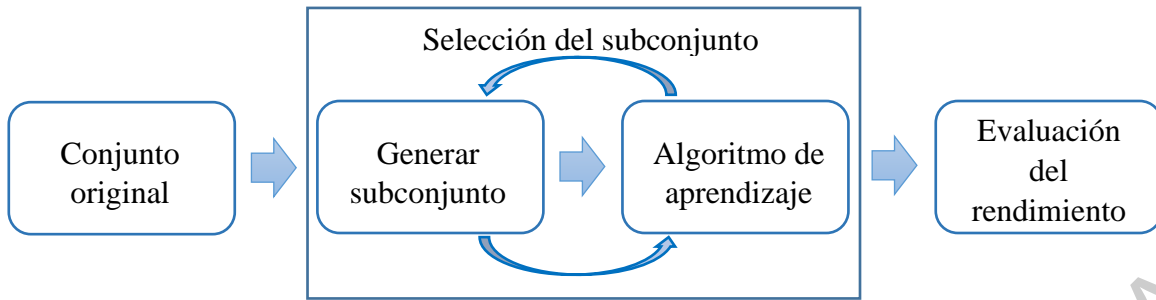 Selección del subconjunto
Conjunto
original
Generar
subconjunto
Algoritmo de
aprendizaje
Evaluación
del
rendimiento